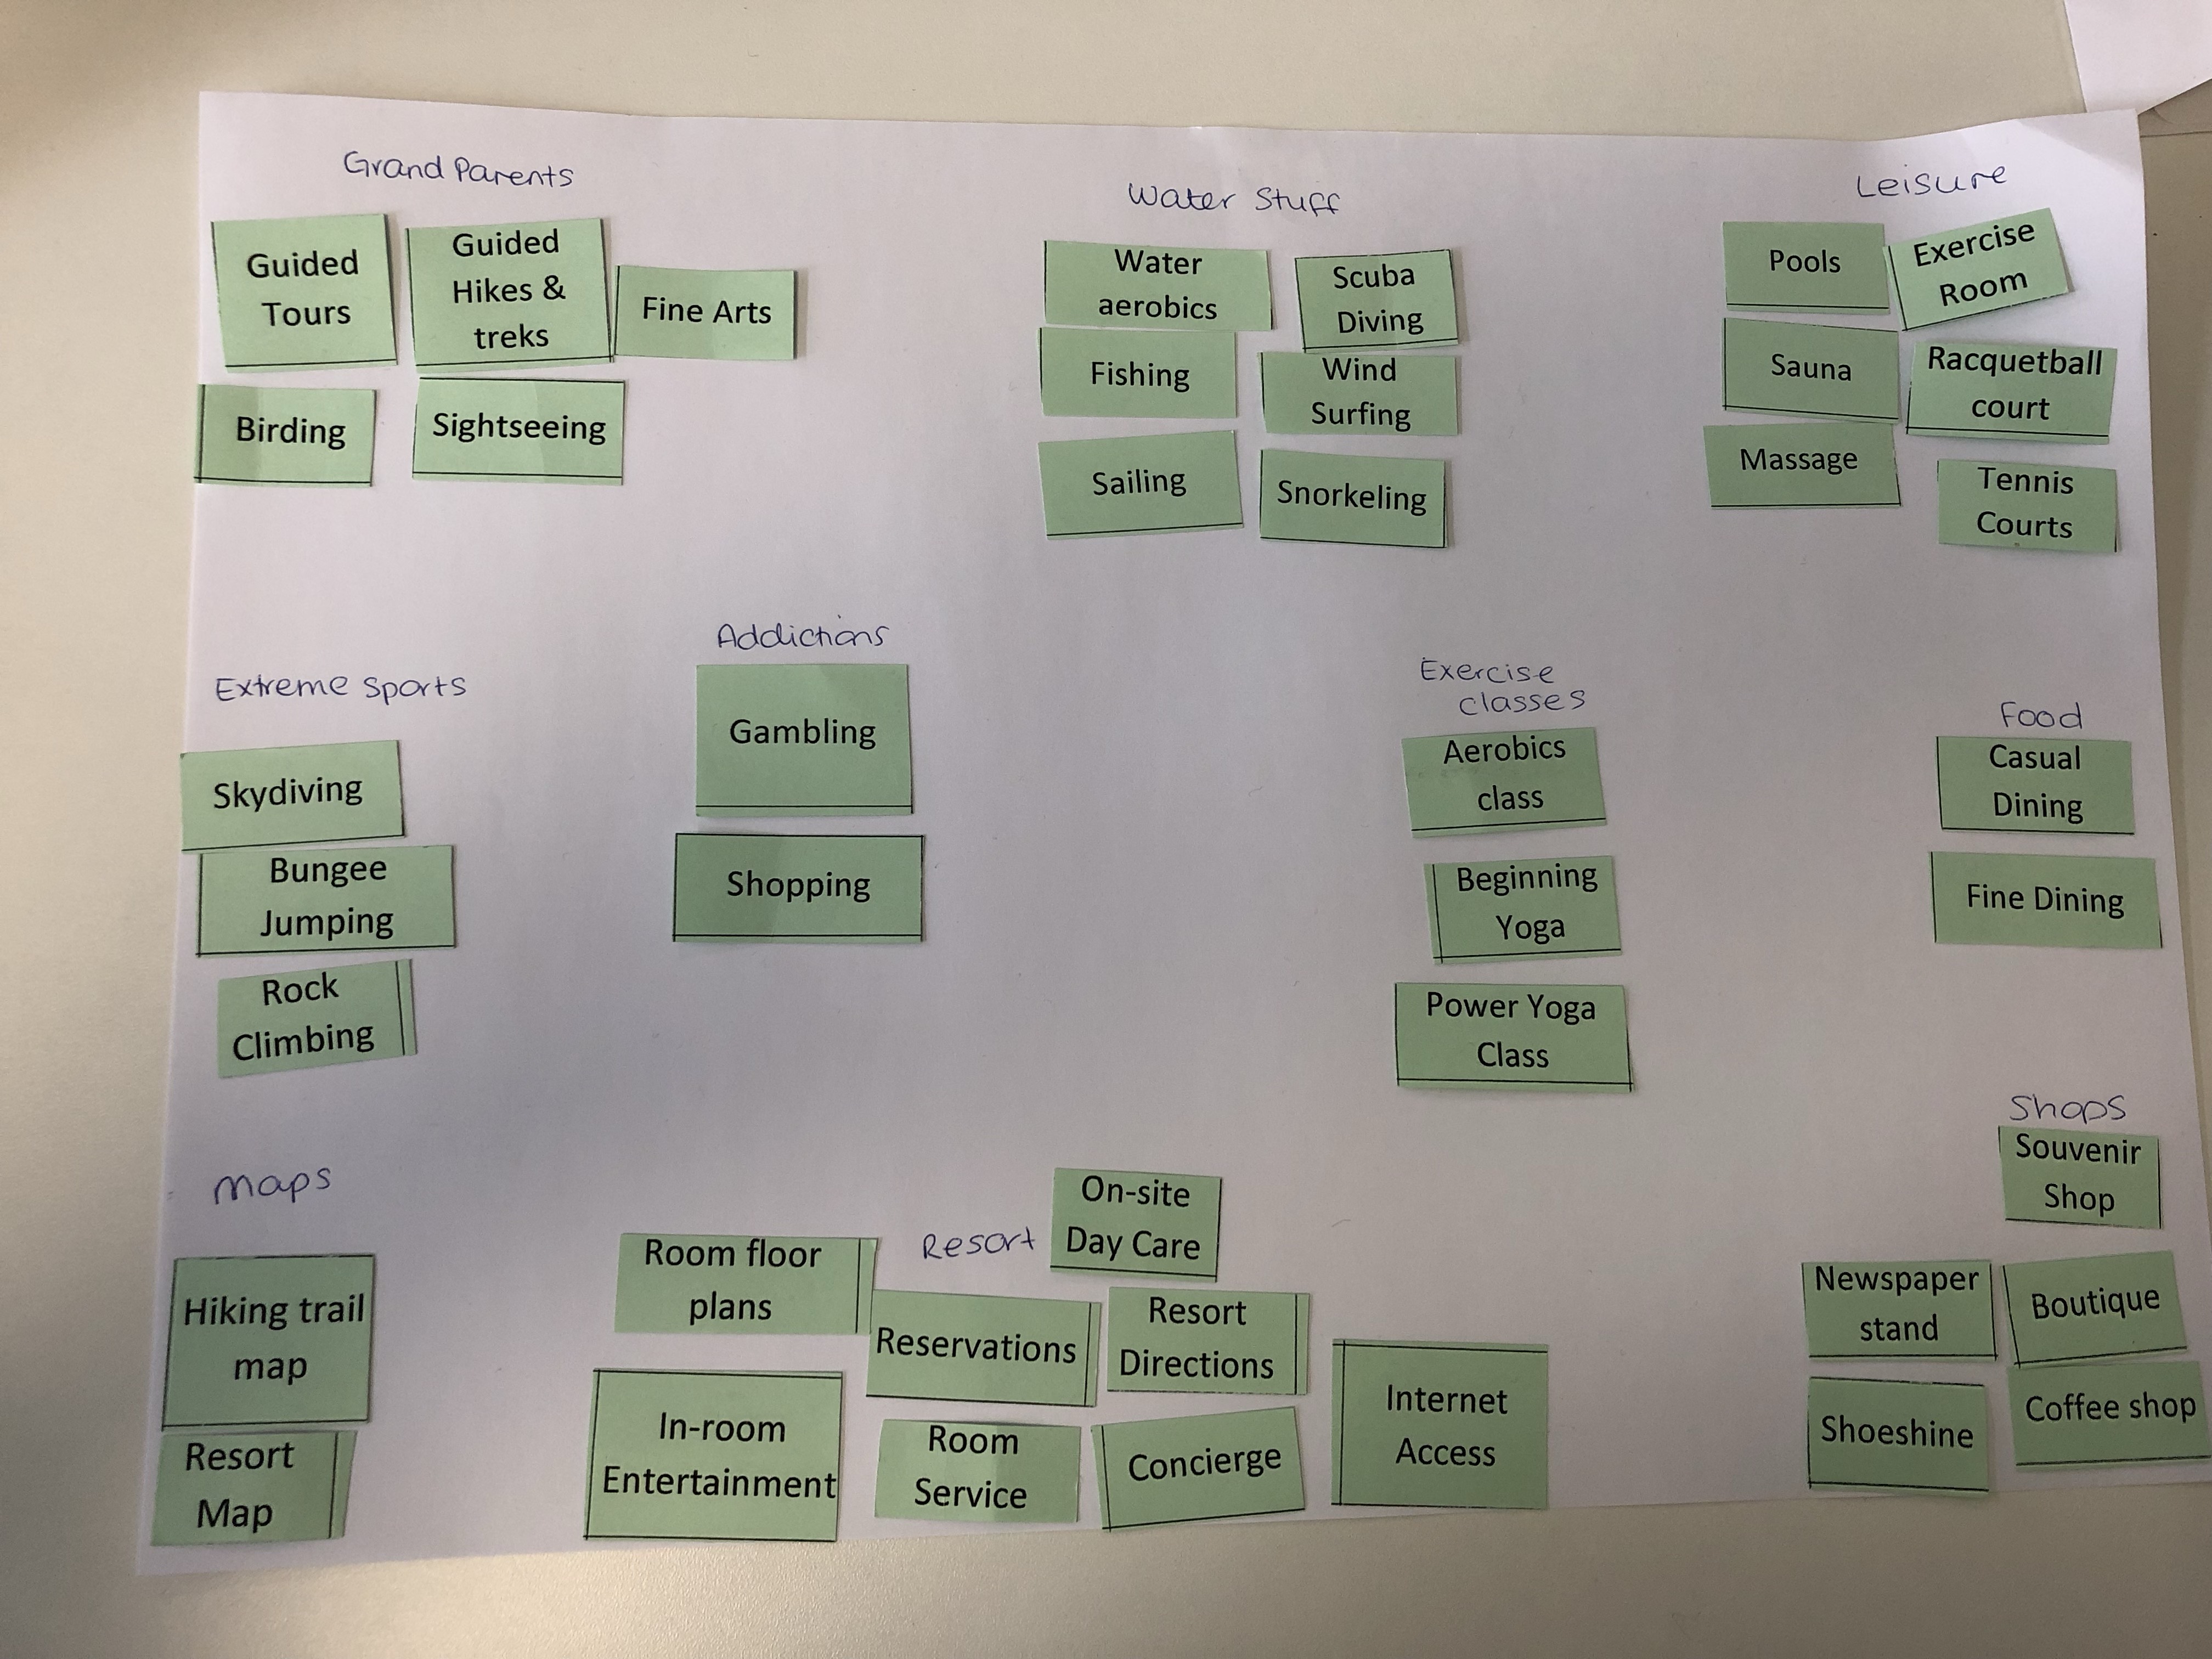 Grand Parents
Guided
Tours
Guided
Hikes &
treks
Fine Arts
Birding
Sightseeing
Water Stuff
Water
aerobics
Scuba
Diving
Fishing
Wind
Surfing
Sailing
Snorkeling
Leisure
Pools
Exercise
Room
Sauna
Racquetball
court
Massage
Tennis
Courts
Extreme sports
Skydiving
Bungee
Jumping
Rock
Climbing
Addictions
Gambling
Shopping
Exercise
classes
Aerobics
class
Beginning
Yoga
Power Yoga
Class
Food
Casual
Dining
Fine Dining
maps
Hiking trail
map
Resort
Map
Resort
On-site
Day Care
Room floor
plans
Reservations
Resort
Directions
In-room
Entertainment
Room
Service
Concierge
Internet
Access
Shops
Souvenir
Shop
Newspaper
stand
Boutique
Shoeshine
Coffee shop